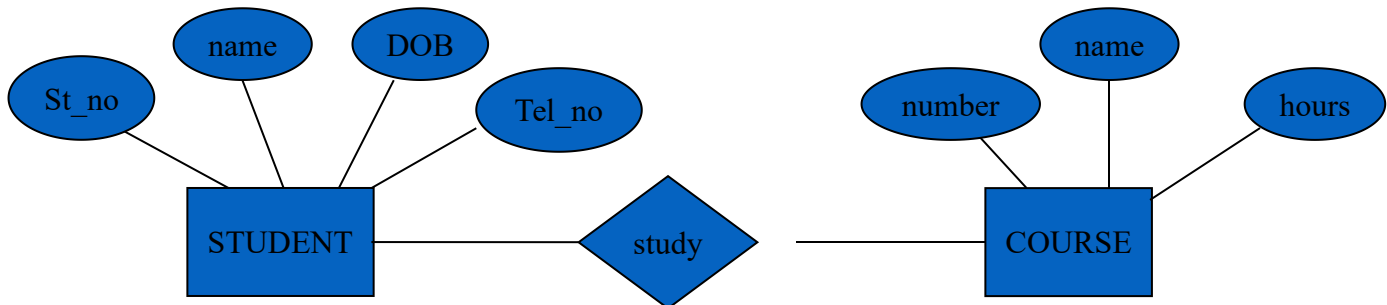 name
DOB
St_no
Tel_no
name
number
hours
STUDENT
study
COURSE